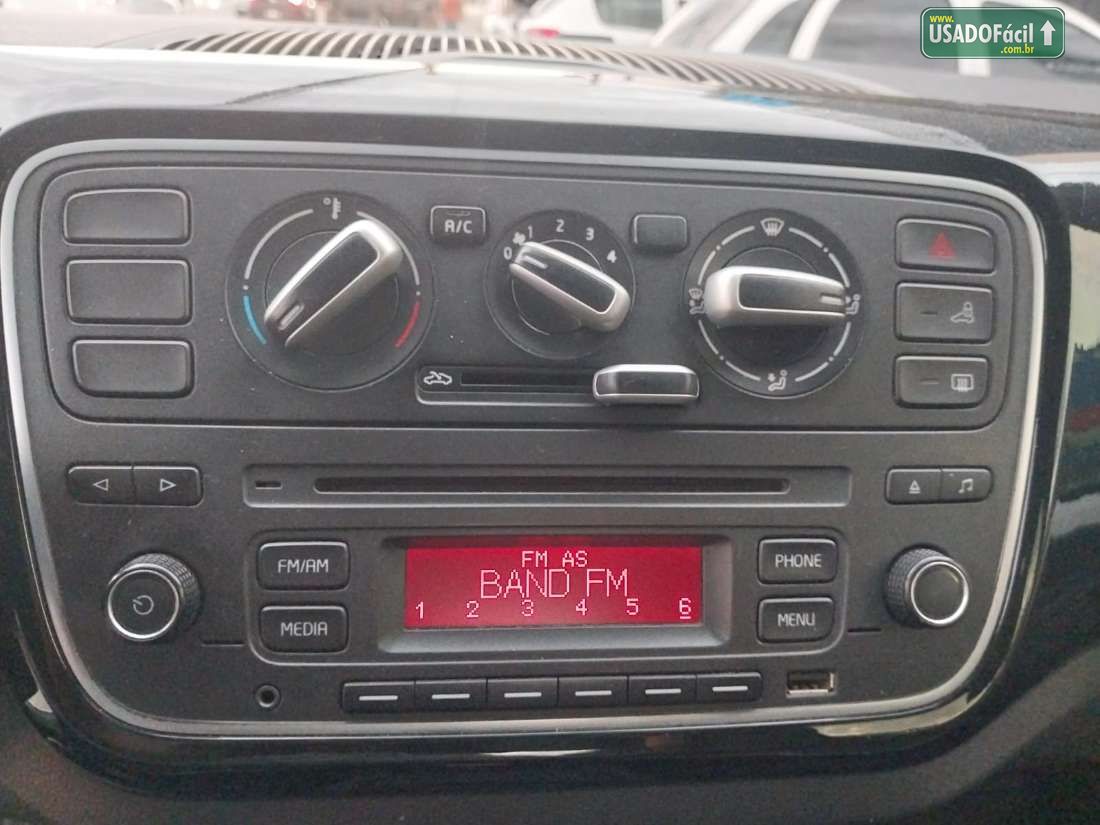 www.
USADOFácil
.com.br
A/C
0 1 2 3 4
FM/AM
MEDIA
FM AS
BAND FM
1 2 3 4 5 6
PHONE
MENU